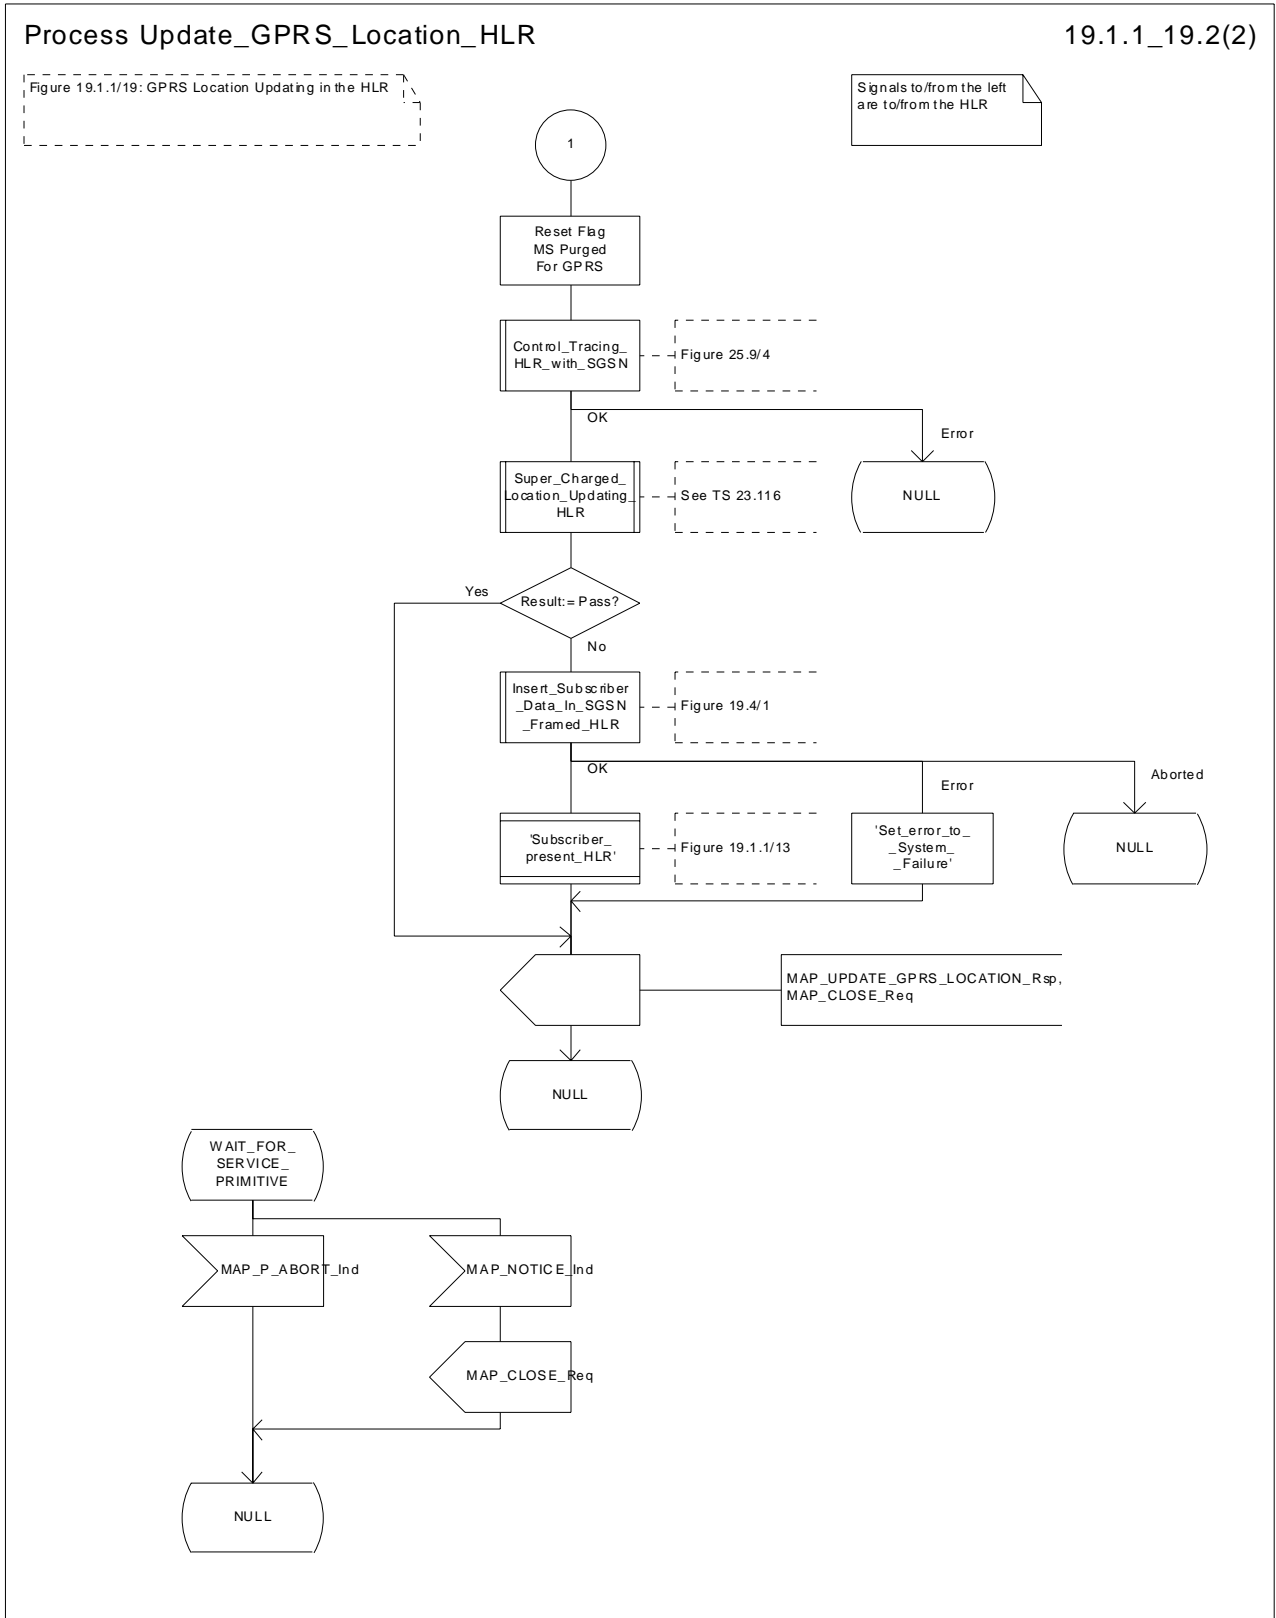 Process Update_GPRS_Location_HLR
19.1.1_19.2(2)
Figure 19.1.1/19: GPRS Location Updating in the HLR
Signals to/from the left
are to/from the HLR
1
Reset Flag
MS Purged
For GPRS
Control_Tracing_
HLR_with_SGSN
Figure 25.9/4
OK
Error
Super_Charged_
Location_Updating_
HLR
See TS 23.116
NULL
Yes
Result:= Pass?
No
Insert_Subscriber
_Data_In_SGSN
_Framed_HLR
Figure 19.4/1
OK
Error
Aborted
'Subscriber_
present_HLR'
Figure 19.1.1/13
'Set_error_to_
_System_
_Failure'
NULL
MAP_UPDATE_GPRS_LOCATION_Rsp,
MAP_CLOSE_Req
NULL
WAIT_FOR_
SERVICE_
PRIMITIVE
MAP_P_ABORT_Ind
MAP_NOTICE_Ind
MAP_CLOSE_Req
NULL